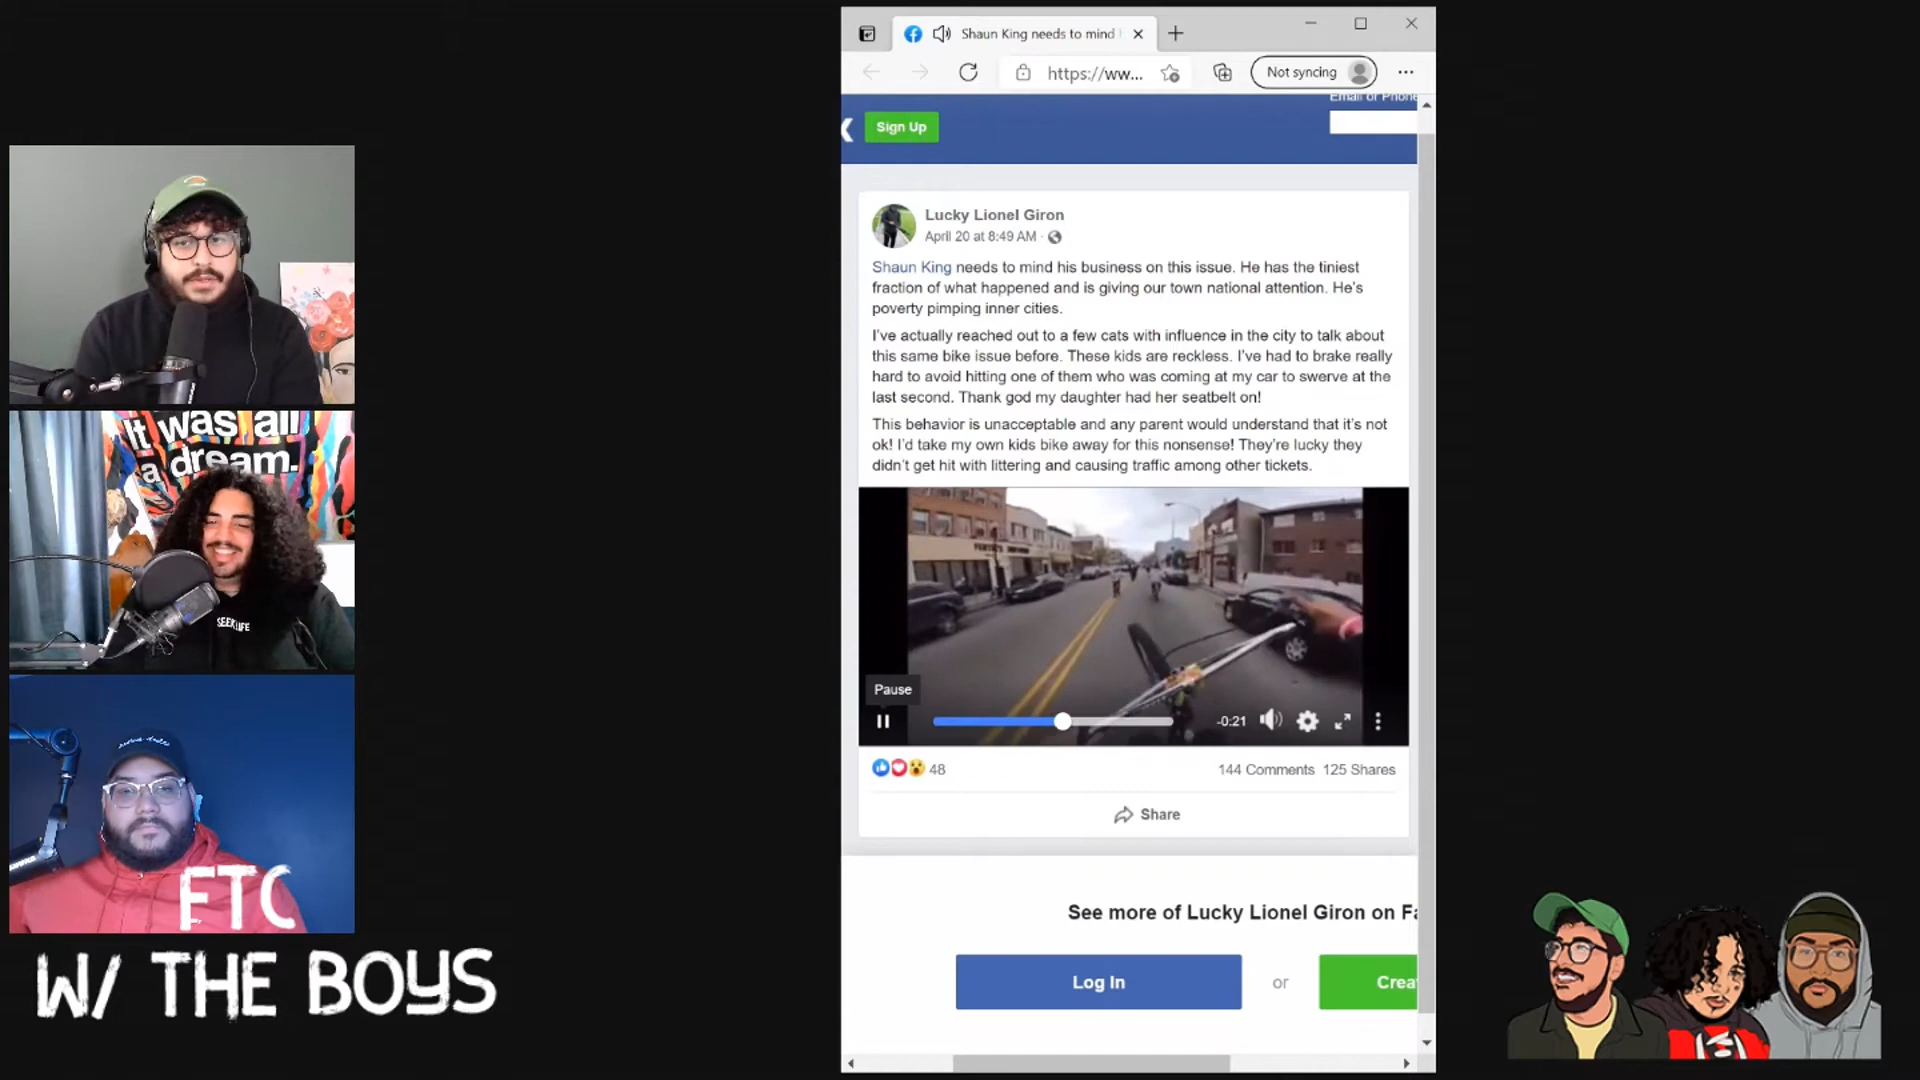 Shaun King needs to mind
https://ww...
Not syncing
Email or Phone
Sign Up
Lucky Lionel Giron
April 20 at 8:49 AM ·
Shaun King needs to mind his business on this issue. He has the tiniest
fraction of what happened and is giving our town national attention. He's
poverty pimping inner cities.
I've actually reached out to a few cats with influence in the city to talk about
this same bike issue before. These kids are reckless. I've had to brake really
hard to avoid hitting one of them who was coming at my car to swerve at the
last second. Thank god my daughter had her seatbelt on!
This behavior is unacceptable and any parent would understand that it's not
ok! I'd take my own kids bike away for this nonsense! They're lucky they
didn't get hit with littering and causing traffic among other tickets.
Pause
-0:21
48
144 Comments 125 Shares
Share
See more of Lucky Lionel Giron on Fa
Log In
or
Crea
It was all
a dream.
SEEK LIFE
FTC
W/ THE BOYS